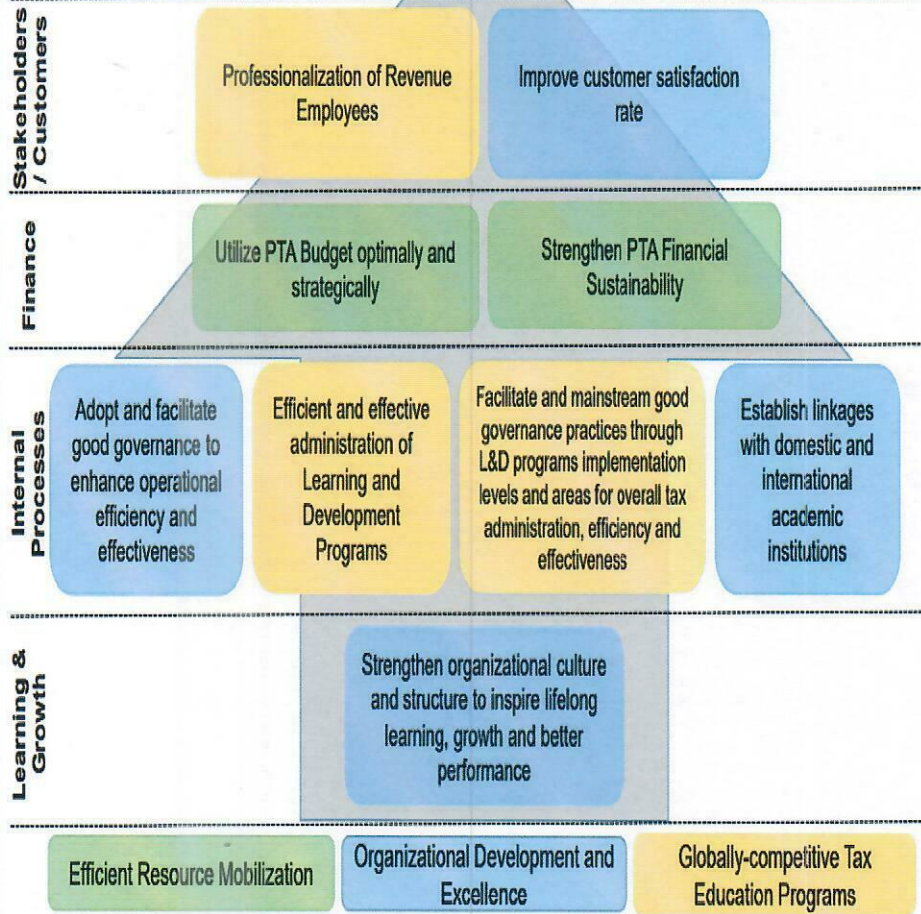 Stakeholders
/ Customers
Professionalization of Revenue
Employees
Improve customer satisfaction
rate
Finance
Utilize PTA Budget optimally and
strategically
Strengthen PTA Financial
Sustainability
Internal
Processes
Adopt and facilitate
good governance to
enhance operational
efficiency and
effectiveness
Efficient and effective
administration of
Learning and
Development
Programs
Facilitate and mainstream good
governance practices through
L&D programs implementation
levels and areas for overall tax
administration, efficiency and
effectiveness
Establish linkages
with domestic and
international
academic
institutions
Learning &
Growth
Strengthen organizational culture
and structure to inspire lifelong
learning, growth and better
performance
Efficient Resource Mobilization
Organizational Development and
Excellence
Globally-competitive Tax
Education Programs